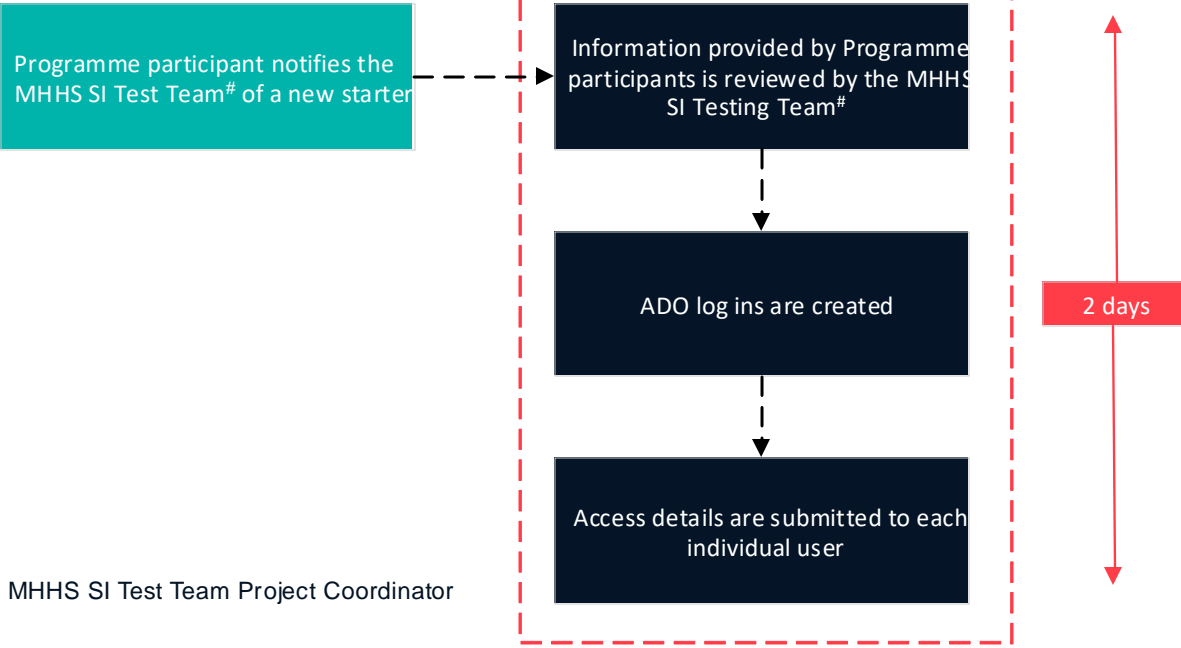 Programme participant notifies the
MHHS SI Test Team# of a new starter
Information provided by Programme
participants is reviewed by the MHHS
SI Testing Team#
ADO log ins are created
2 days
Access details are submitted to each
individual user
MHHS SI Test Team Project Coordinator